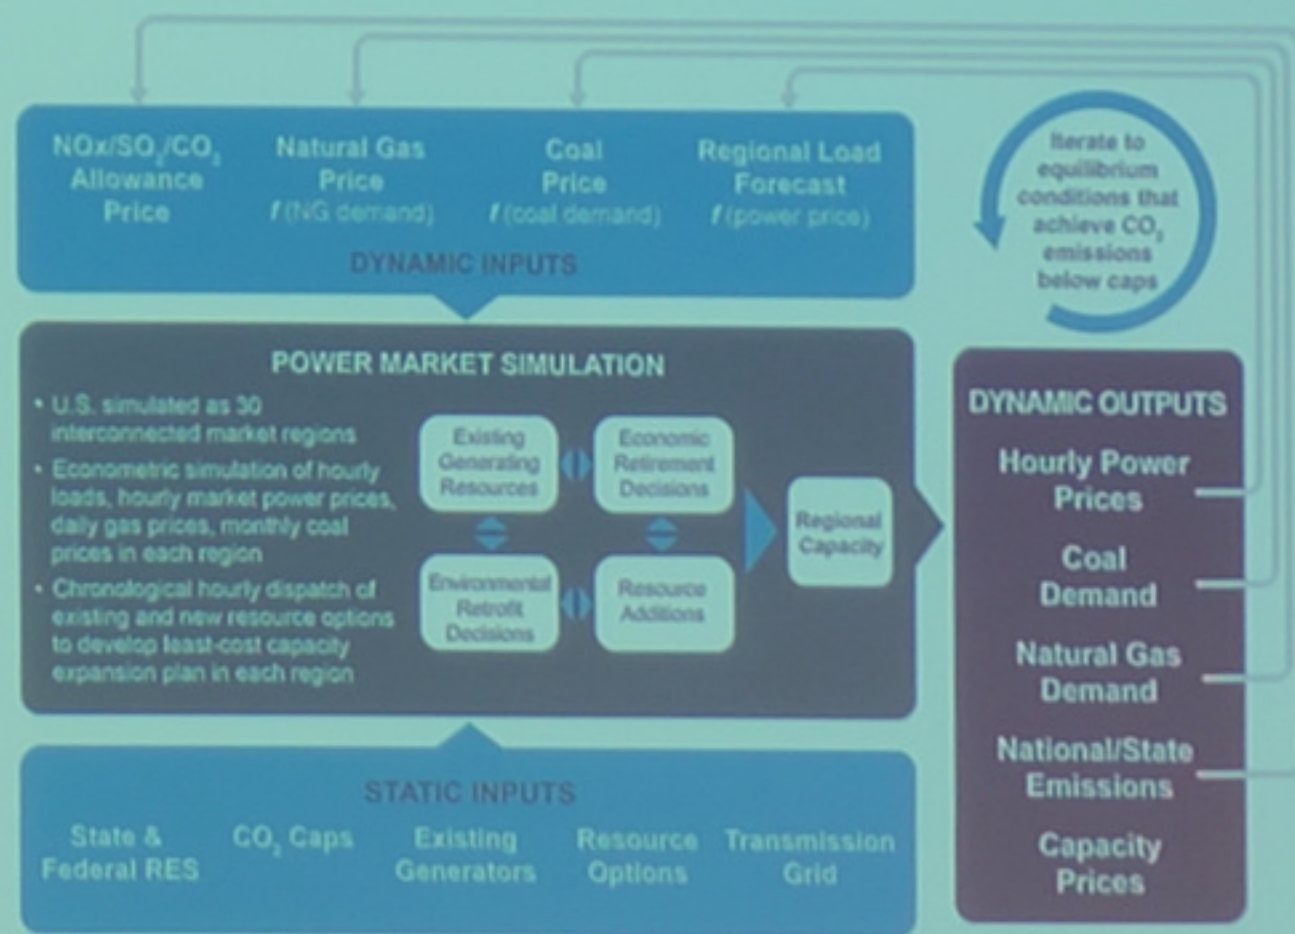 NOx/SO₂/CO₂
Allowance
Price
Natural Gas
Price
f (NG demand)
Coal
Price
f (coal demand)
Regional Load
Forecast
f (power price)
DYNAMIC INPUTS
Iterate to
equilibrium
conditions that
achieve CO₂
emissions
below caps
POWER MARKET SIMULATION
• U.S. simulated as 30
interconnected market regions
• Econometric simulation of hourly
loads, hourly market power prices,
daily gas prices, monthly coal
prices in each region
• Chronological hourly dispatch of
existing and new resource options
to develop least-cost capacity
expansion plan in each region
Existing
Generating
Resources
Economic
Retirement
Decisions
Environmental
Retrofit
Decisions
Resource
Additions
Regional
Capacity
DYNAMIC OUTPUTS
Hourly Power
Prices
Coal
Demand
Natural Gas
Demand
National/State
Emissions
Capacity
Prices
STATIC INPUTS
State &
Federal RES
CO₂ Caps
Existing
Generators
Resource
Options
Transmission
Grid